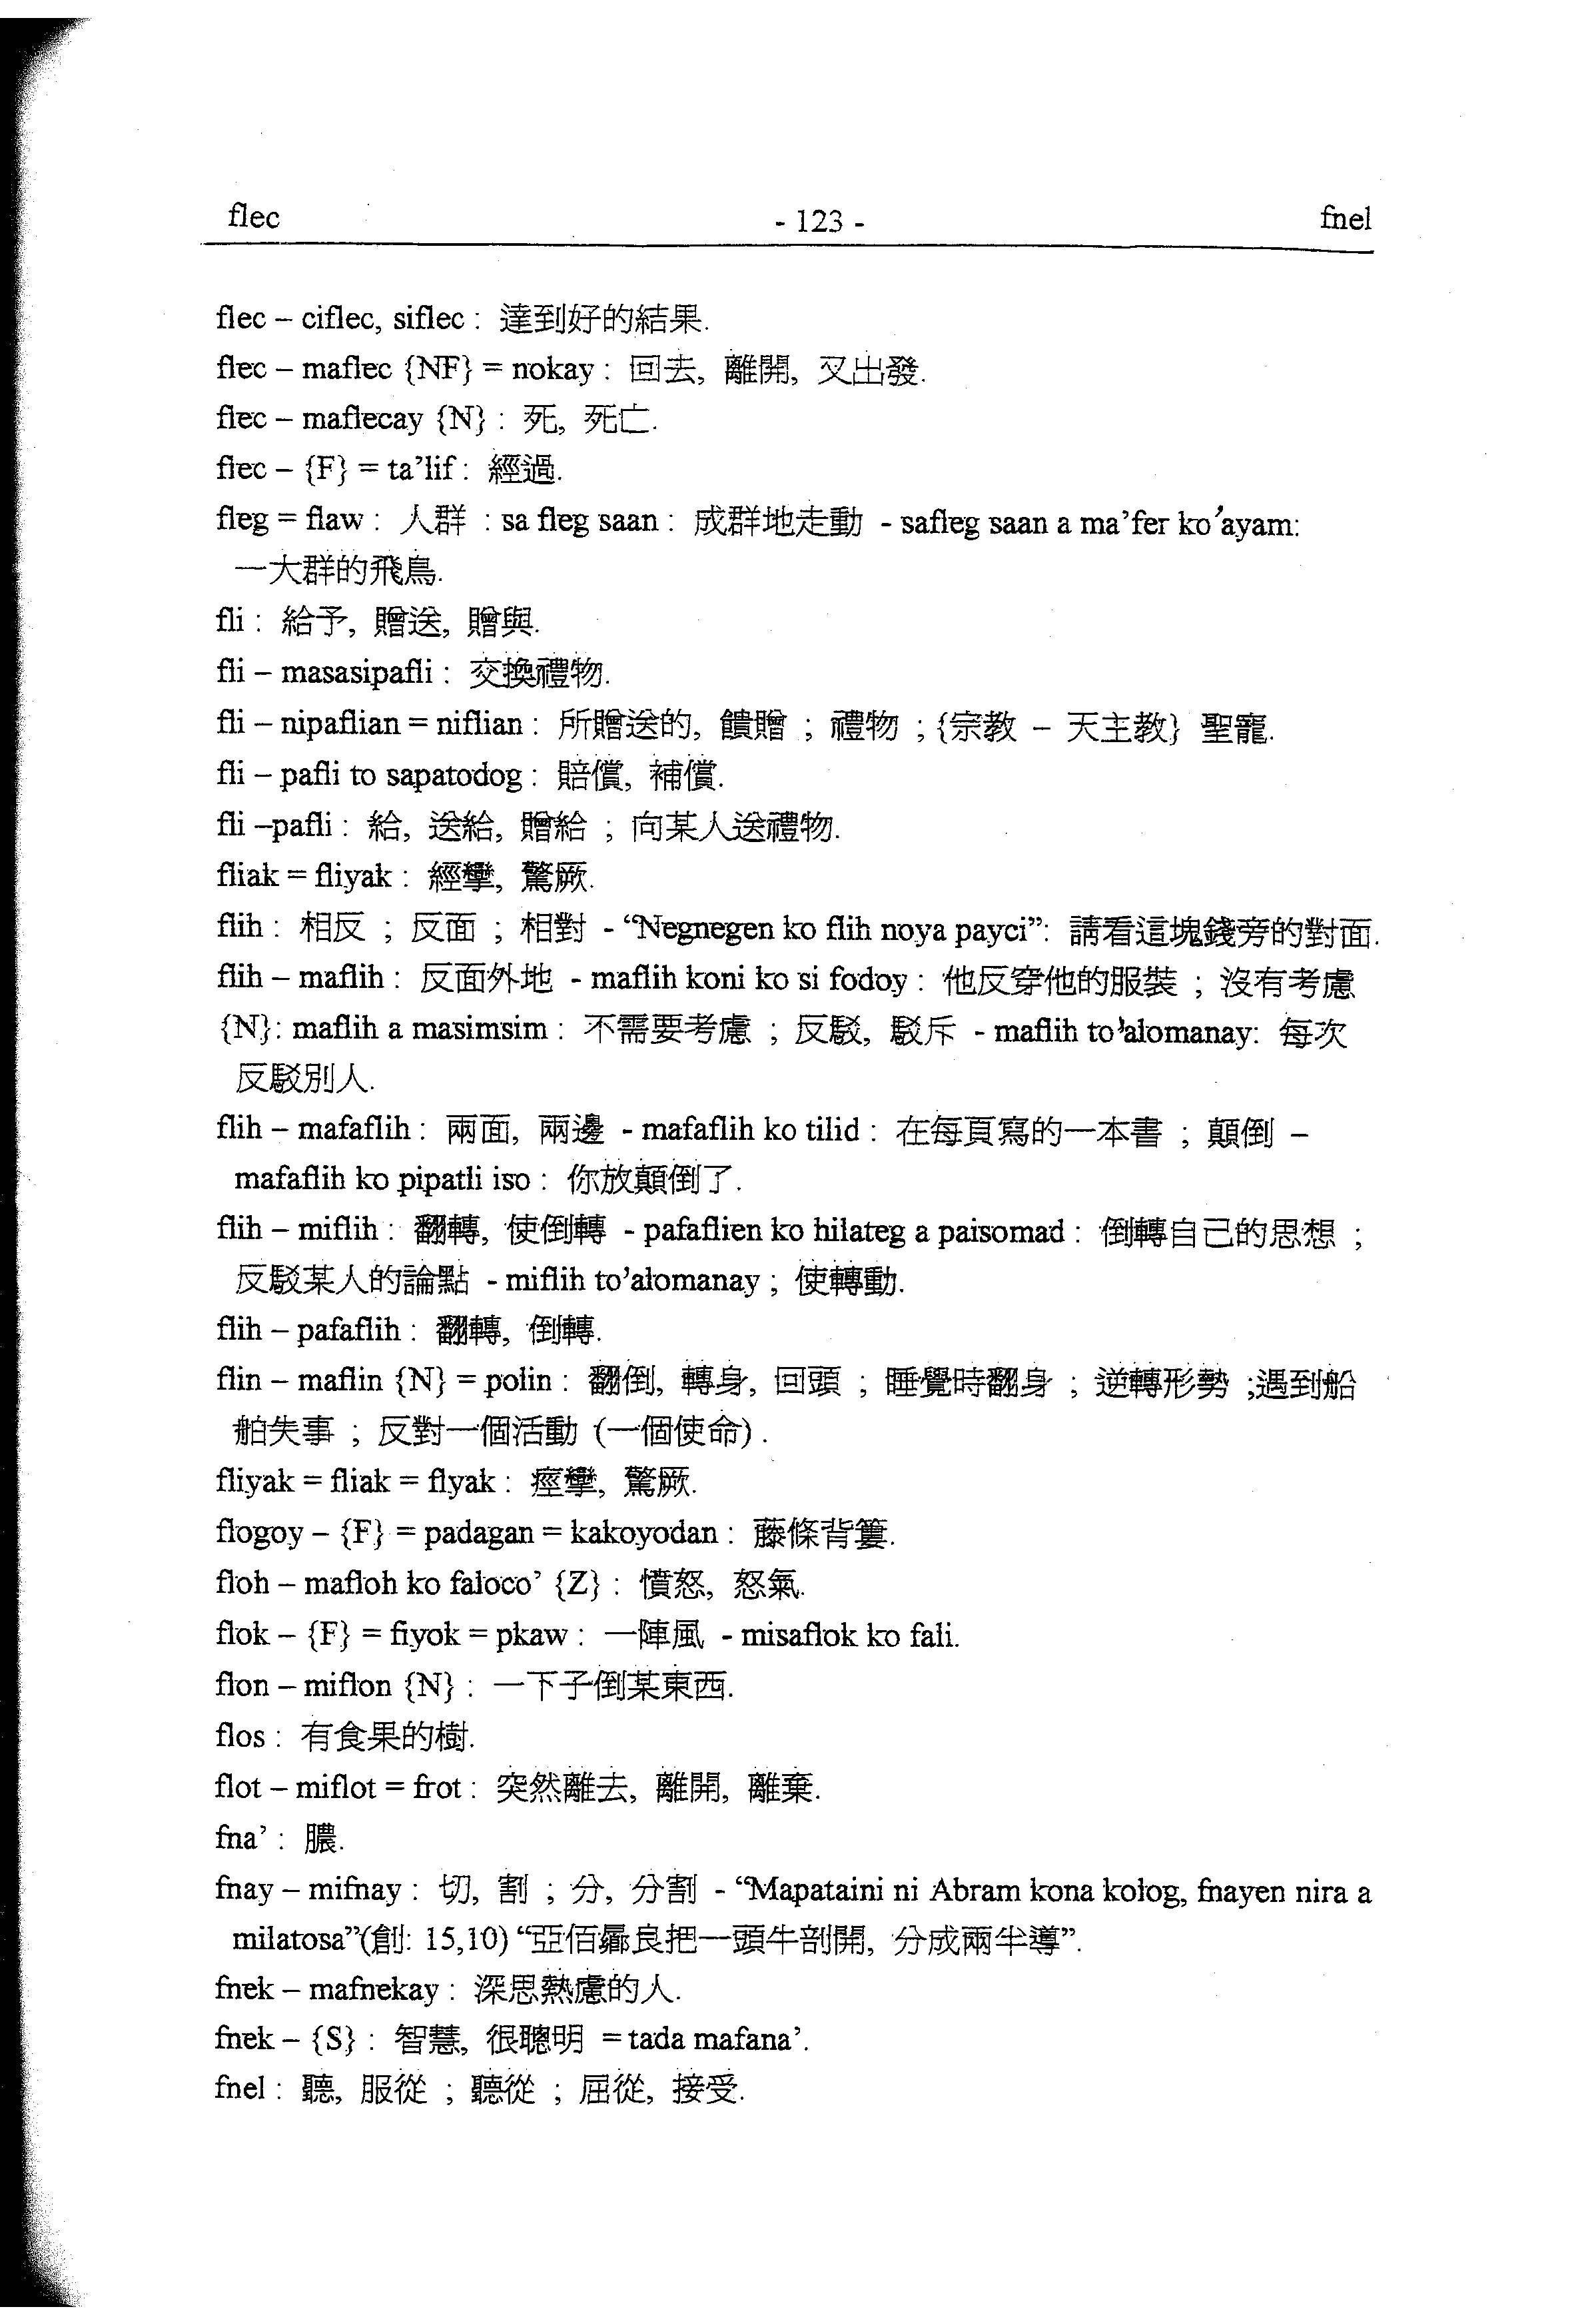 flec - 123 - fnel
flec – ciflec, siflec : 達到好的結果.
flec – maflec {NF} = nokay : 回去, 離開, 又出發.
flec – maflecay {N} : 死, 死亡.
flec – {F} = ta’lif : 經過.
fleg = flaw : 人群 : sa fleg saan : 成群地走動 - safleg saan a ma’fer ko’ayam:
一大群的飛鳥.
fli : 給予, 贈送, 贈與.
fli – masasipafli : 交換禮物.
fli – nipaflian = niflian : 所贈送的, 饋贈 ; 禮物 ; {宗教 – 天主教} 聖寵.
fli – pafli to sapatodog : 賠償, 補償.
fli –pafli : 給, 送給, 贈給 ; 向某人送禮物.
fliak = fliyak : 經攣, 驚厥.
flih : 相反 ; 反面 ; 相對 - “Negnegen ko flih noya payci”: 請看這塊錢旁的對面.
flih – maflih : 反面外地 - maflih koni ko si fodoy : 他反穿他的服裝 ; 沒有考慮
{N}: maflih a masimsim : 不需要考慮 ; 反駁, 駁斥 - maflih to’alomanay: 每次
反駁別人.
flih – mafaflih : 兩面, 兩邊 - mafaflih ko tilid : 在每頁寫的一本書 ; 顛倒 –
mafaflih ko pipatli iso : 你放顛倒了.
flih – miflih : 翻轉, 使倒轉 - pafaflien ko hilateg a paisomad : 倒轉自己的思想 ;
反駁某人的論點 - miflih to’alomanay ; 使轉動.
flih – pafaflih : 翻轉, 倒轉.
flin – maflin {N} = polin : 翻倒, 轉身, 回頭 ; 睡覺時翻身 ; 逆轉形勢 ;遇到船
舶失事 ; 反對一個活動 (一個使命) .
fliyak = fliak = flyak : 痙攣, 驚厥.
flogoy – {F} = padagan = kakoyodan : 藤條背簍.
floh – mafloh ko faloco’ {Z} : 憤怒, 怒氣.
flok – {F} = fiyok = pkaw : 一陣風 - misaflok ko fali.
flon – miflon {N} : 一下子倒某東西.
flos : 有食果的樹.
flot – miflot = frot : 突然離去, 離開, 離棄.
fna’ : 膿.
fnay – mifnay : 切, 割 ; 分, 分割 - “Mapataini ni Abram kona kolog, fnayen nira a
milatosa”(創: 15,10) “亞佰郞良把一頭牛剖開, 分成兩半導”.
fnek – mafnekay : 深思熱慮的人.
fnek – {S} : 智慧, 很聰明 = tada mafana’.
fnel : 聽, 服從 ; 聽從 ; 屈從, 接受.